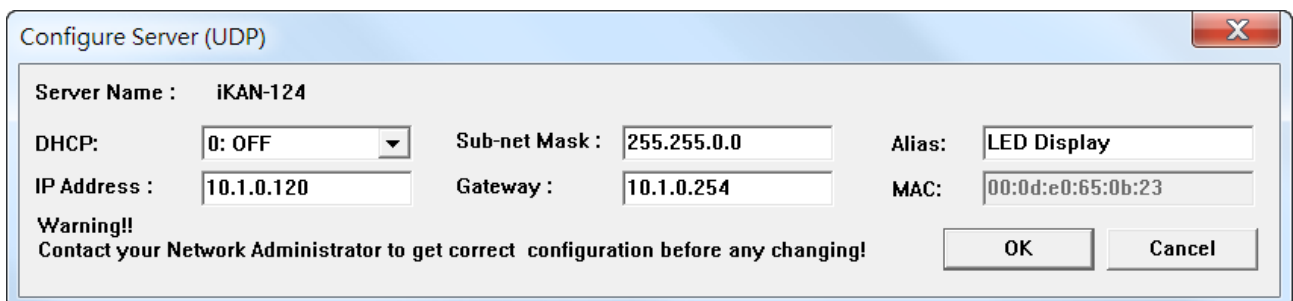 Configure Server (UDP)
Server Name : iKAN-124
DHCP: 0: OFF Sub-net Mask : 255.255.0.0 Alias: LED Display
IP Address : 10.1.0.120 Gateway : 10.1.0.254 MAC: 00:0d:e0:65:0b:23
Warning!!
Contact your Network Administrator to get correct configuration before any changing!
OK Cancel